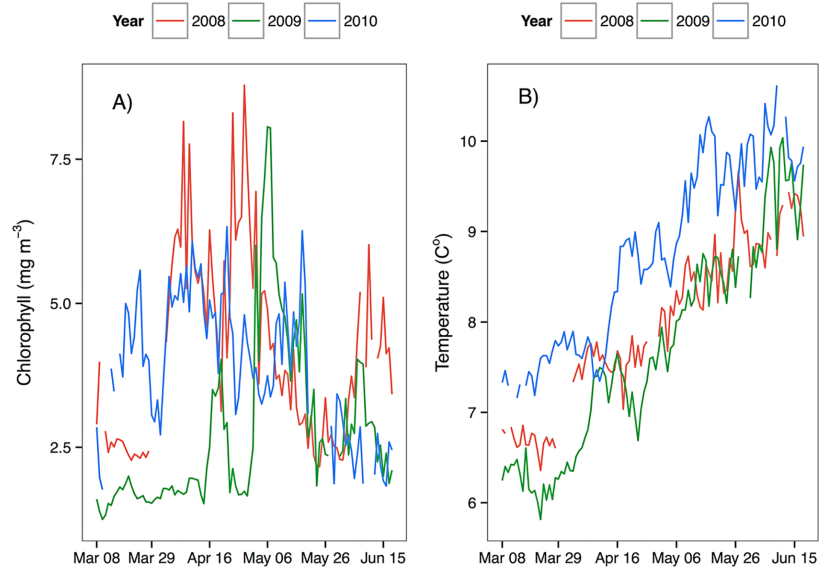 Year 2008 2009 2010
Year 2008 2009 2010
A)
B)
Chlorophyll (mg m⁻³)
7.5
5.0
2.5
Mar 08 Mar 29 Apr 16 May 06 May 26 Jun 15
Temperature (C°)
10
9
8
7
6
Mar 08 Mar 29 Apr 16 May 06 May 26 Jun 15